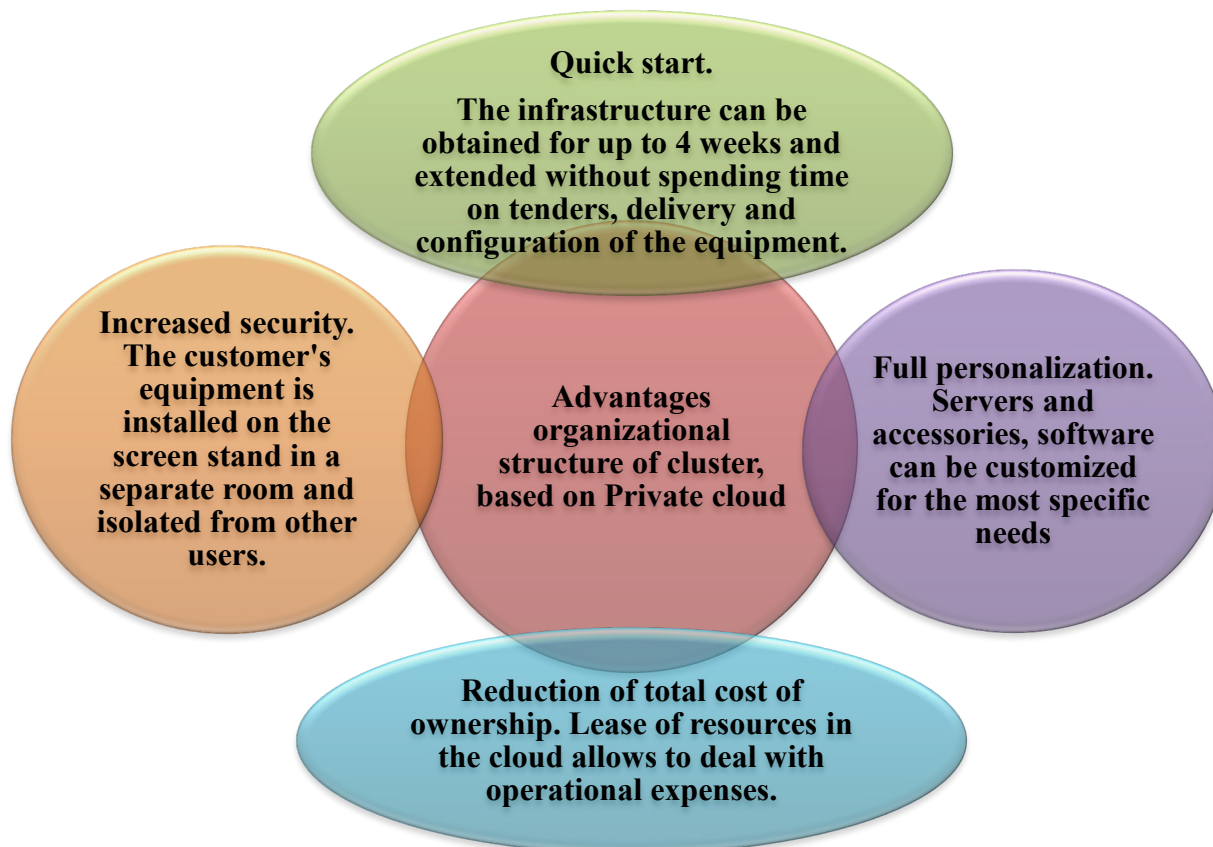 Quick start.
The infrastructure can be
obtained for up to 4 weeks and
extended without spending time
on tenders, delivery and
configuration of the equipment.
Increased security.
The customer's
equipment is
installed on the
screen stand in a
separate room and
isolated from other
users.
Advantages
organizational
structure of cluster,
based on Private cloud
Full personalization.
Servers and
accessories, software
can be customized
for the most specific
needs
Reduction of total cost of
ownership. Lease of resources in
the cloud allows to deal with
operational expenses.